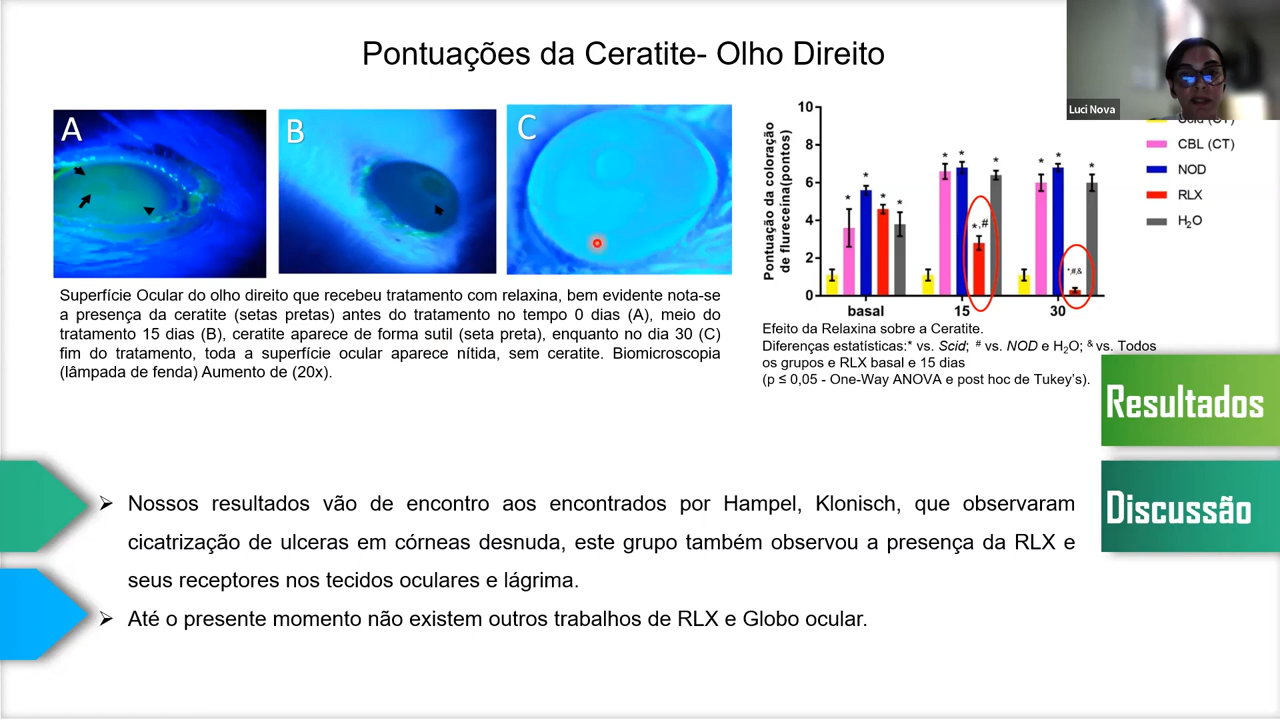 Pontuações da Ceratite- Olho Direito
Luci Nova
A
B
C
Superfície Ocular do olho direito que recebeu tratamento com relaxina, bem evidente nota-se
a presença da ceratite (setas pretas) antes do tratamento no tempo 0 dias (A), meio do
tratamento 15 dias (B), ceratite aparece de forma sutil (seta preta), enquanto no dia 30 (C)
fim do tratamento, toda a superfície ocular aparece nítida, sem ceratite. Biomicroscopia
(lâmpada de fenda) Aumento de (20x).
Pontuação da coloração
de flureceína(pontos)
10
8
6
4
2
0
* * * *
* * *,# *
* * *,#,& *
basal 15 30
Scid (CT)
CBL (CT)
NOD
RLX
H₂O
Efeito da Relaxina sobre a Ceratite.
Diferenças estatísticas:* vs. Scid; # vs. NOD e H₂O; & vs. Todos
os grupos e RLX basal e 15 dias
(p ≤ 0,05 - One-Way ANOVA e post hoc de Tukey's).
Resultados
Discussão
➢ Nossos resultados vão de encontro aos encontrados por Hampel, Klonisch, que observaram
cicatrização de ulceras em córneas desnuda, este grupo também observou a presença da RLX e
seus receptores nos tecidos oculares e lágrima.
➢ Até o presente momento não existem outros trabalhos de RLX e Globo ocular.